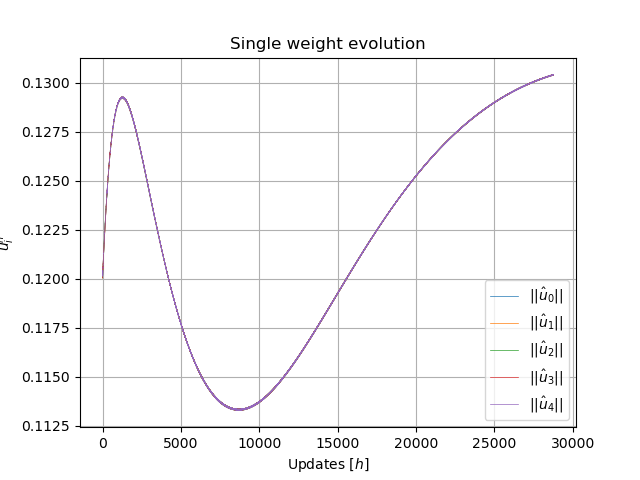 Single weight evolution
0.1300
0.1275
0.1250
0.1225
0.1200
0.1175
0.1150
0.1125
||û₀||
||û₁||
||û₂||
||û₃||
||û₄||
0
5000
10000
15000
20000
25000
30000
Updates [h]